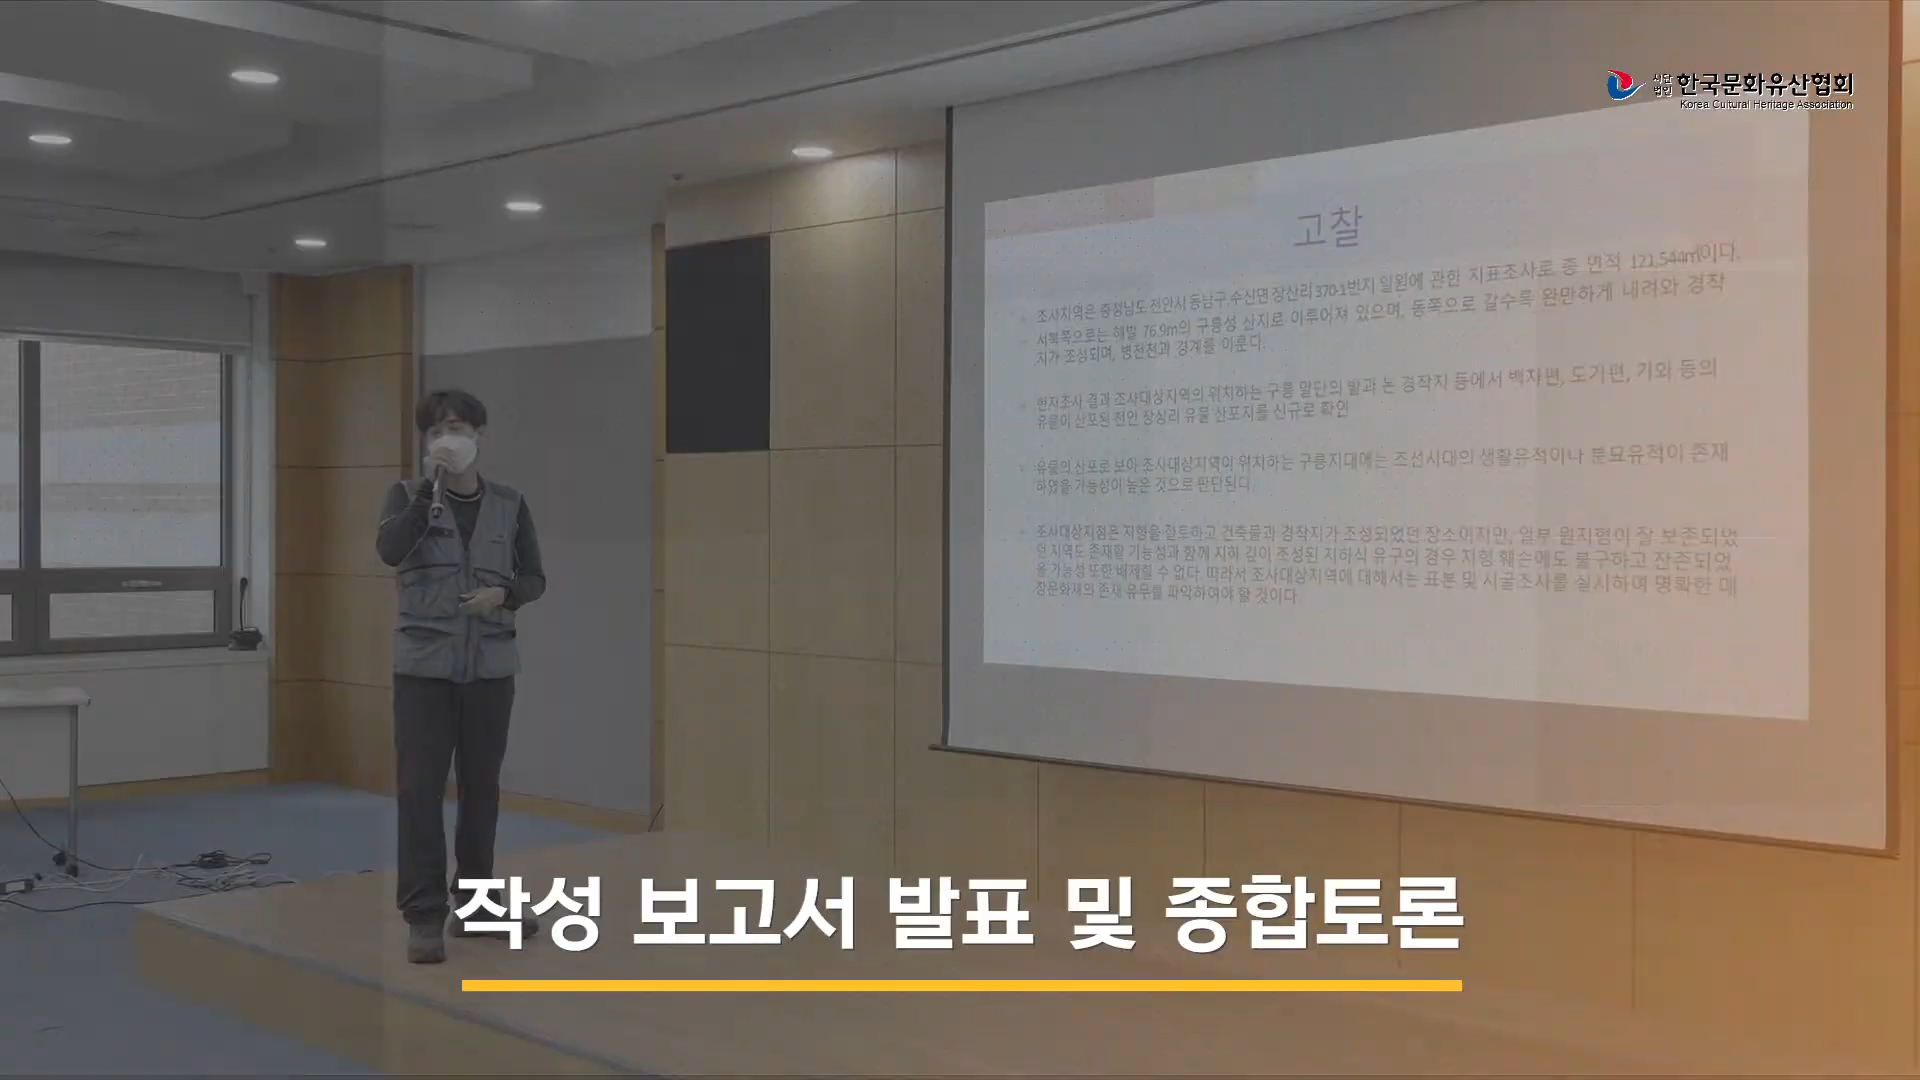 사단
법인
한국문화유산협회
Korea Cultural Heritage Association
고찰
조사지역은 충청남도 천안시 동남구 수신면 장산리 370-1번지 일원에 관한 지표조사로 총 면적 121,544㎡이다.
서북쪽으로는 해발 76.9m의 구릉성 산지로 이루어져 있으며, 동쪽으로 갈수록 완만하게 내려와 경작
지가 조성되며, 병천천과 경계를 이룬다.
현지조사 결과 조사대상지역의 위치하는 구릉 말단의 밭과 논 경작지 등에서 백자편, 도기편, 기와 등의
유물이 산포된 천안 장산리 유물 산포지를 신규로 확인
유물의 산포로 보아 조사대상지역이 위치하는 구릉지대에는 조선시대의 생활유적이나 분묘유적이 존재
하였을 가능성이 높은 것으로 판단된다.
조사대상지점은 지형을 절토하고 건축물과 경작지가 조성되었던 장소이지만, 일부 원지형이 잘 보존되었
던 지역도 존재할 가능성과 함께 지하 깊이 조성된 지하식 유구의 경우 지형 훼손에도 불구하고 잔존되었
을 가능성 또한 배제할 수 없다. 따라서 조사대상지역에 대해서는 표본 및 시굴조사를 실시하여 명확한 매
장문화재의 존재 유무를 파악하여야 할 것이다.
작성 보고서 발표 및 종합토론